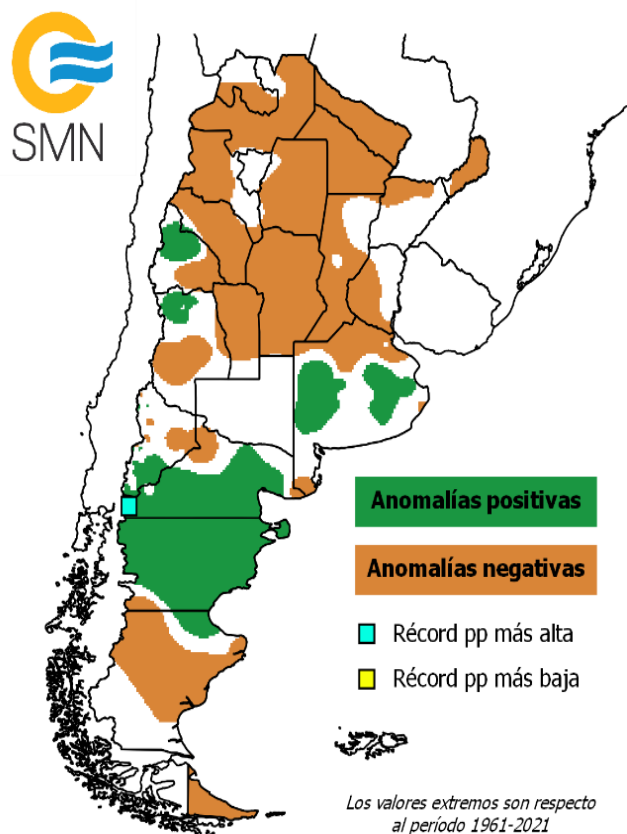 SMN
Anomalías positivas
Anomalías negativas
Récord pp más alta
Récord pp más baja
Los valores extremos son respecto
al período 1961-2021